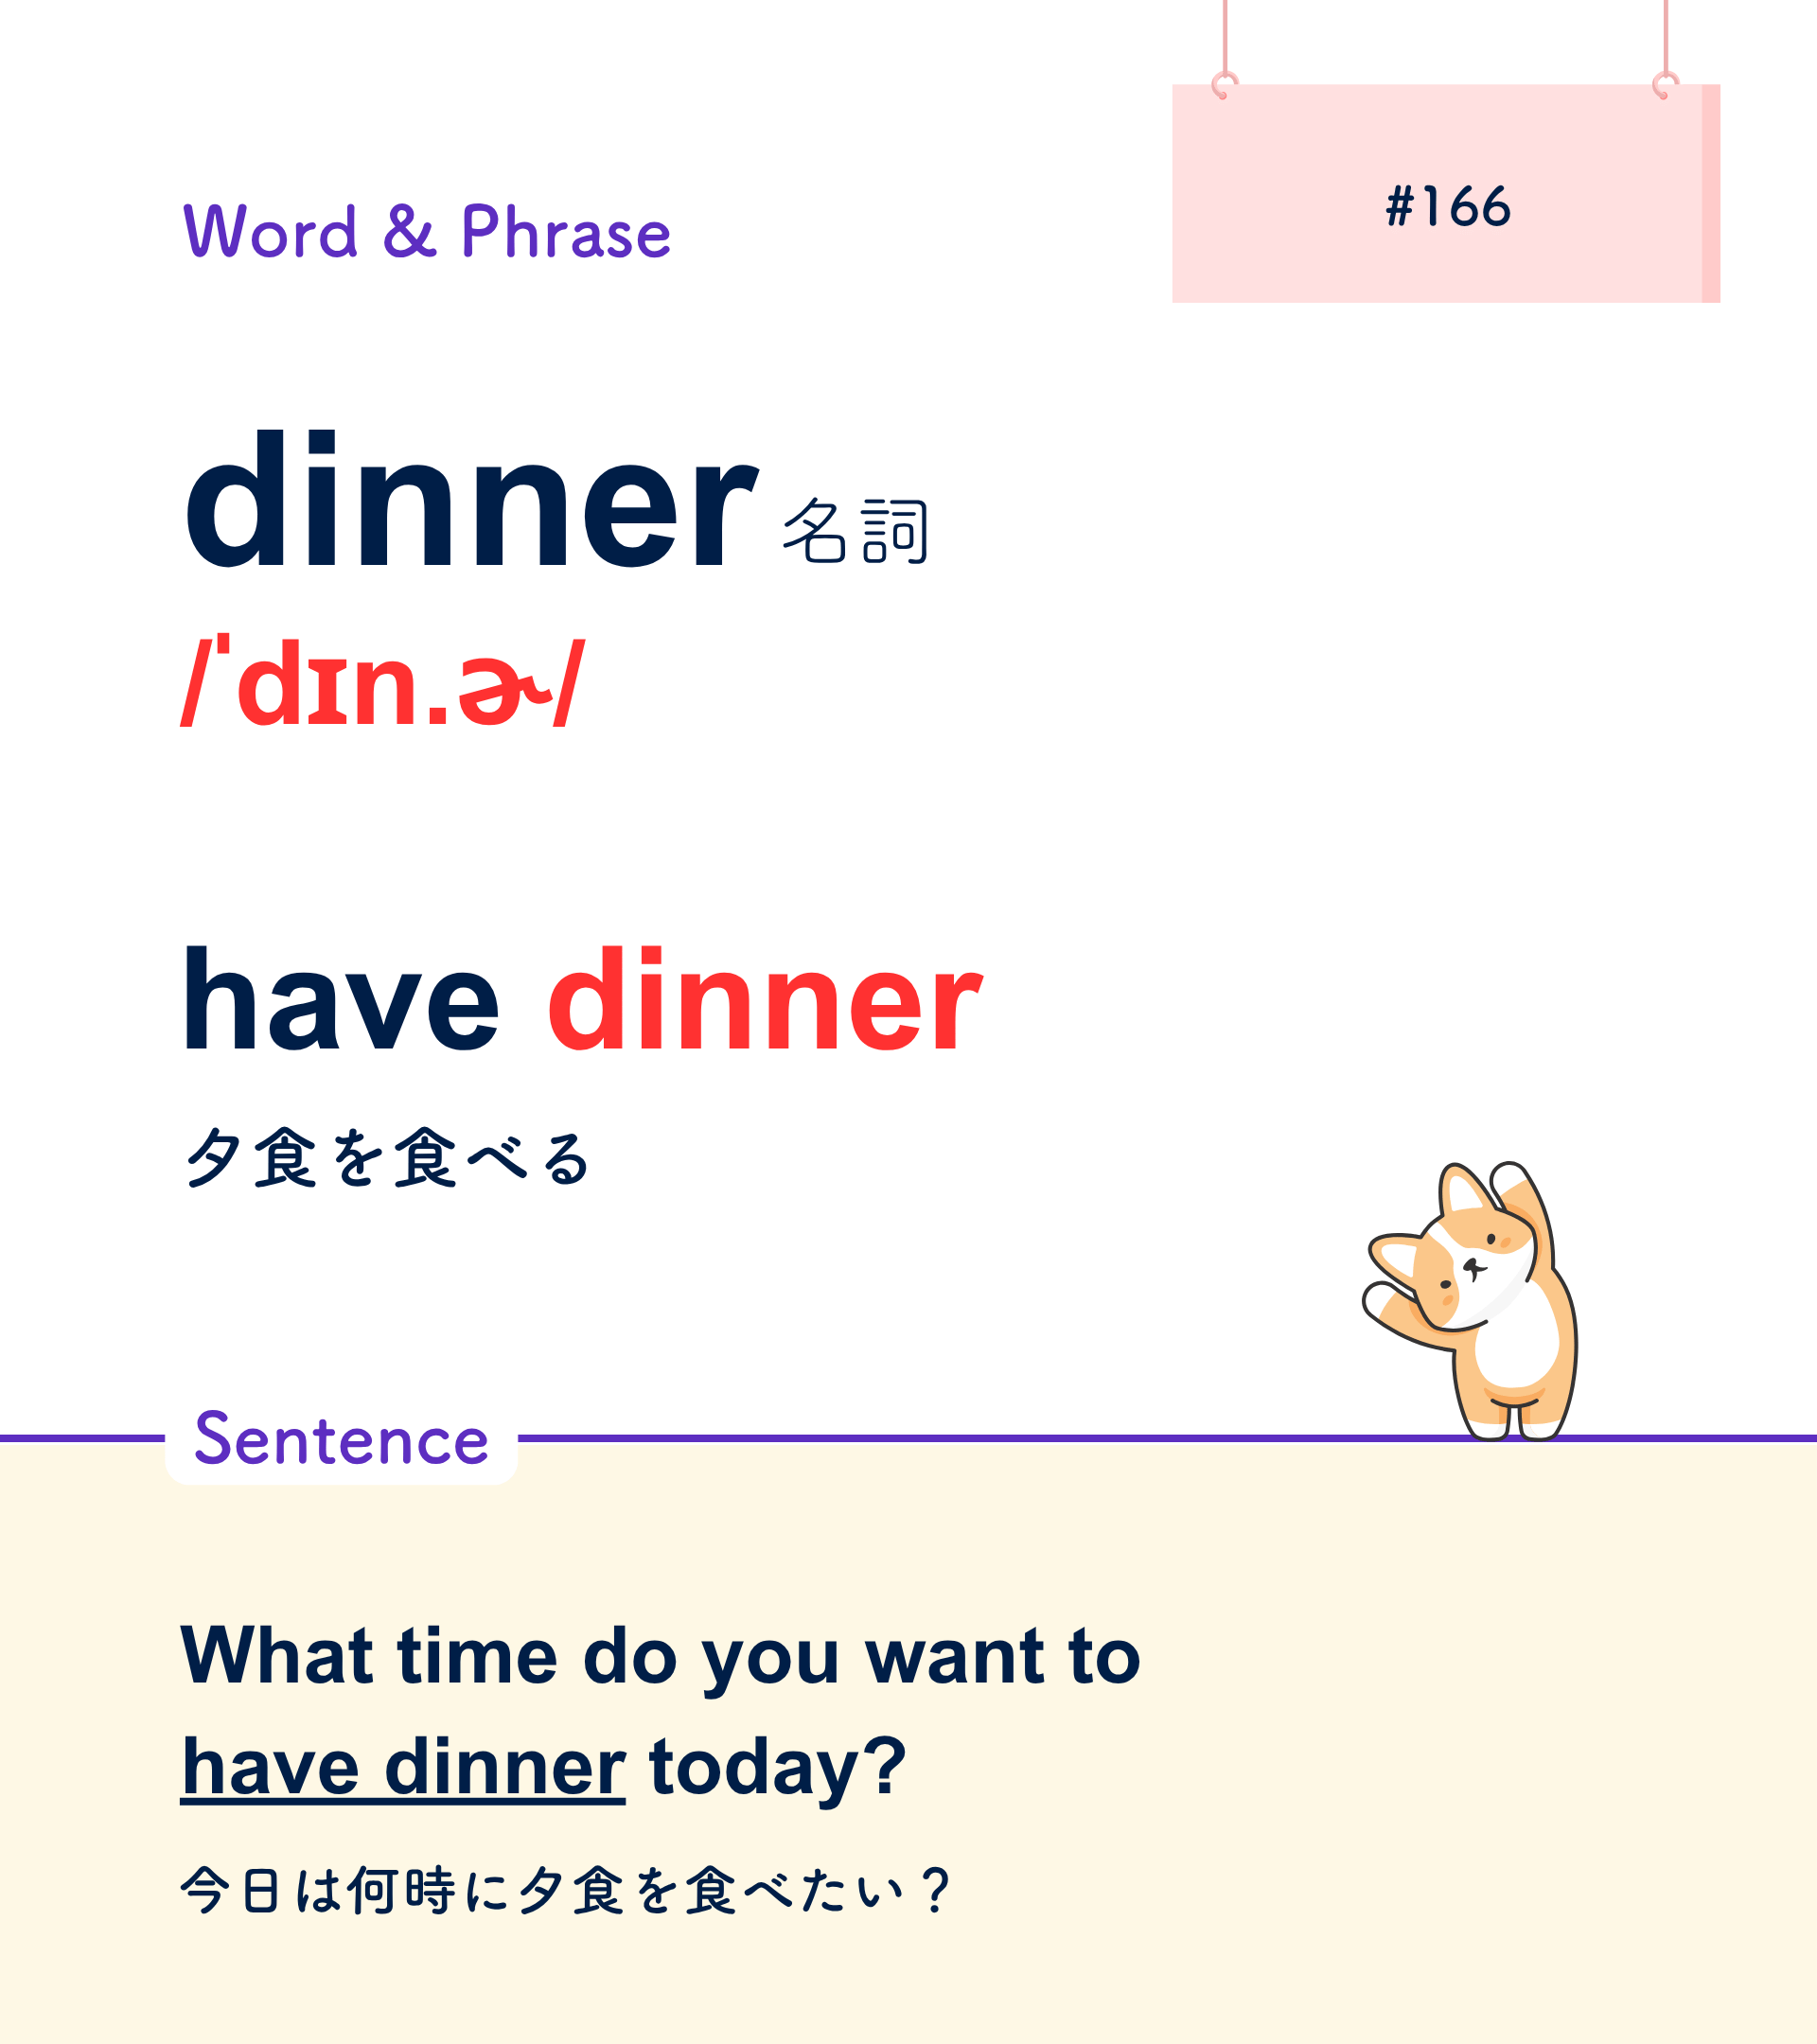 #166
Word & Phrase
dinner 名詞
/ˈdɪn.ɚ/
have dinner
夕食を食べる
Sentence
What time do you want to
have dinner today?
今日は何時に夕食を食べたい？